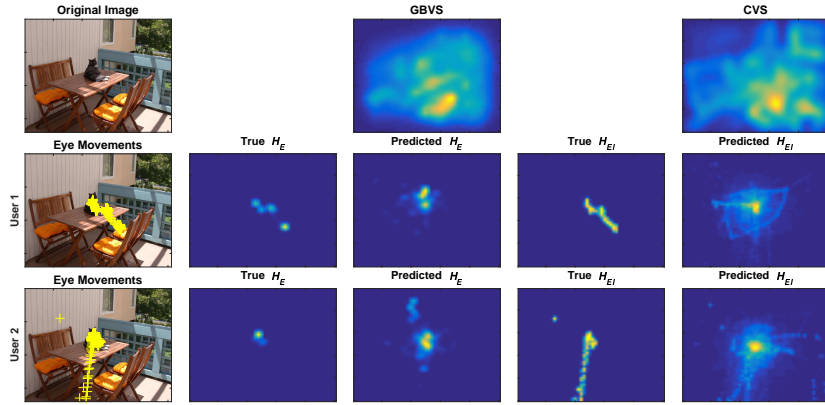 Original Image GBVS CVS
Eye Movements True H_E Predicted H_E True H_EI Predicted H_EI
User 1
Eye Movements True H_E Predicted H_E True H_EI Predicted H_EI
User 2